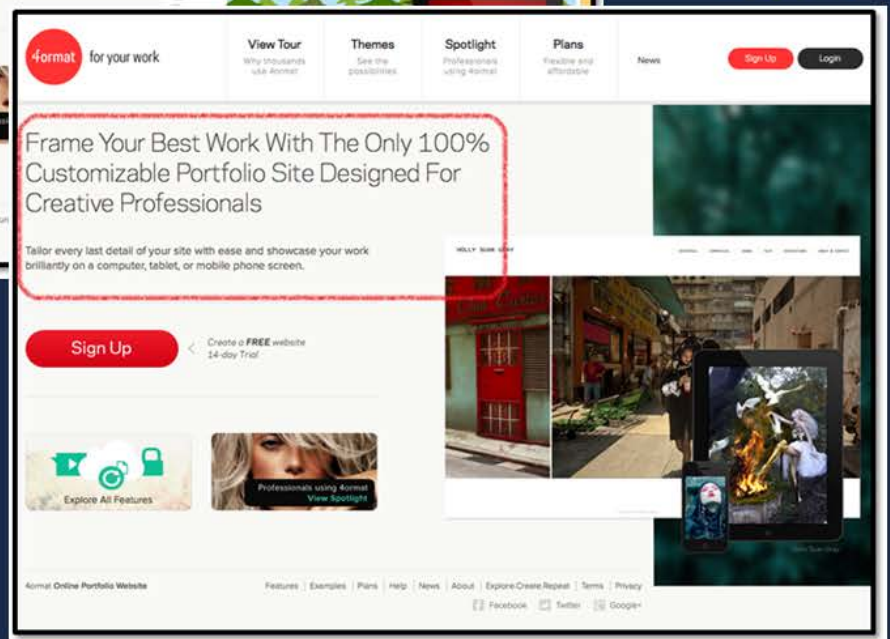 4ormat
for your work
View Tour
Why thousands
use 4ormat
Themes
See the
possibilities
Spotlight
Professionals
using 4ormat
Plans
Flexible and
affordable
News
Sign Up
Login
Frame Your Best Work With The Only 100%
Customizable Portfolio Site Designed For
Creative Professionals
Tailor every last detail of your site with ease and showcase your work
brilliantly on a computer, tablet, or mobile phone screen.
HOLLY SUAN GRAY
Sign Up
Create a FREE website
14-day Trial
Explore All Features
Professionals using 4ormat
View Spotlight
4ormat Online Portfolio Website
Features | Examples | Plans | Help | News | About | Explore Create Repeat | Terms | Privacy
Facebook Twitter Google+